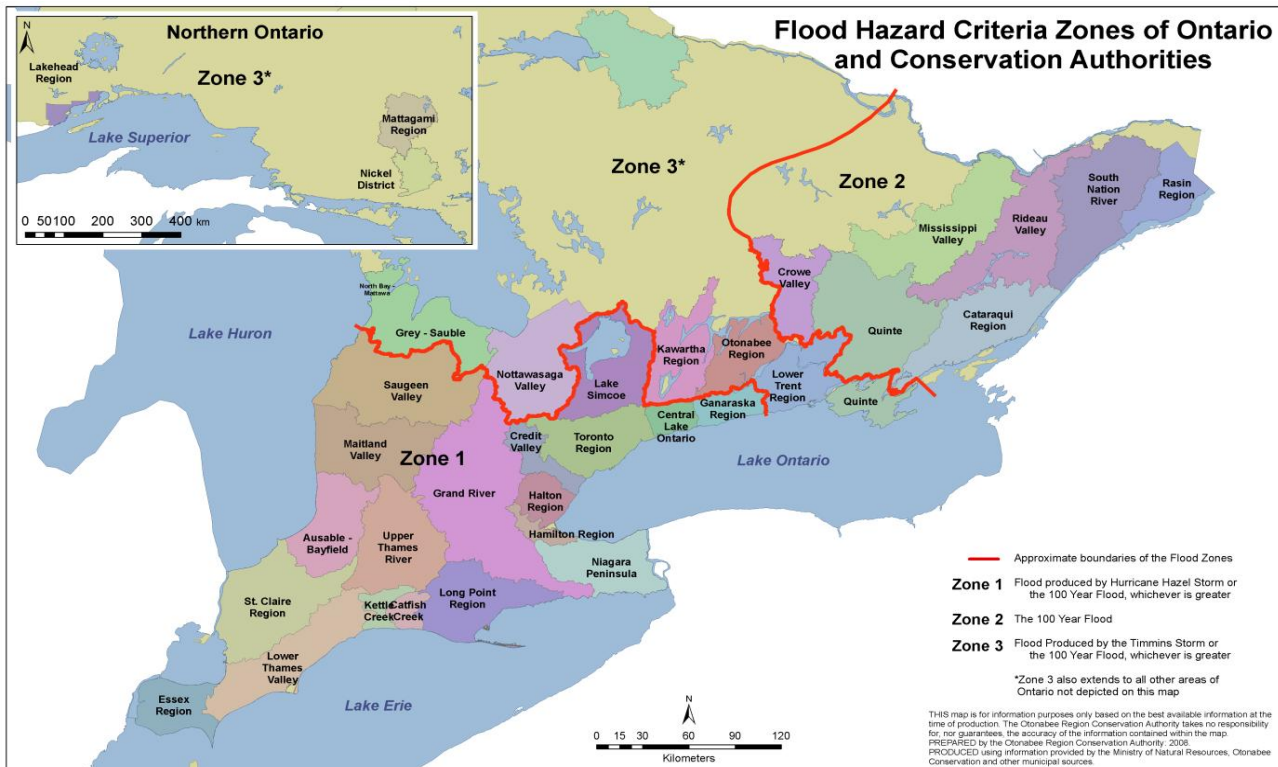 Flood Hazard Criteria Zones of Ontario
and Conservation Authorities
N
Northern Ontario
Lakehead
Region
Zone 3*
Lake Superior
Mattagami
Region
Nickel
District
0 50 100 200 300 400 km
Zone 3*
Zone 2
South
Nation
River
Rasin
Region
Rideau
Valley
Mississippi
Valley
Crowe
Valley
North Bay -
Mattawa
Lake Huron
Grey - Sauble
Quinte
Cataraqui
Region
Kawartha
Region
Otonabee
Region
Nottawasaga
Valley
Lake
Simcoe
Saugeen
Valley
Lower
Trent
Region
Quinte
Ganaraska
Region
Central
Lake
Ontario
Credit
Valley
Toronto
Region
Maitland
Valley
Zone 1
Lake Ontario
Grand River
Halton
Region
Hamilton Region
Ausable -
Bayfield
Upper
Thames
River
Niagara
Peninsula
St. Claire
Region
Kettle
Creek
Catfish
Creek
Long Point
Region
Lower
Thames
Valley
Essex
Region
Lake Erie
N
0 15 30 60 90 120
Kilometers
Approximate boundaries of the Flood Zones
Zone 1 Flood produced by Hurricane Hazel Storm or
the 100 Year Flood, whichever is greater
Zone 2 The 100 Year Flood
Zone 3 Flood Produced by the Timmins Storm or
the 100 Year Flood, whichever is greater
*Zone 3 also extends to all other areas of
Ontario not depicted on this map
THIS map is for information purposes only based on the best available information at the
time of production. The Otonabee Region Conservation Authority takes no responsibility
for, nor guarantees, the accuracy of the information contained within the map.
PREPARED by the Otonabee Region Conservation Authority: 2008.
PRODUCED using information provided by the Ministry of Natural Resources, Otonabee
Conservation and other municipal sources.